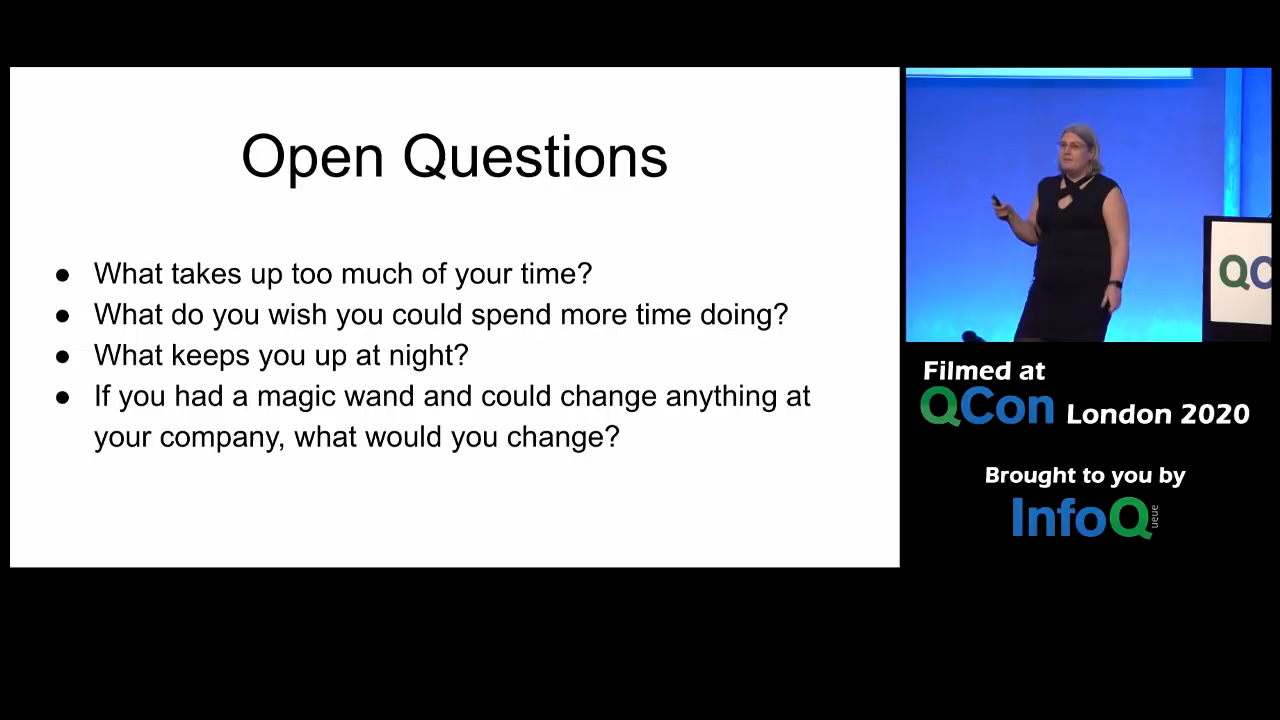 Open Questions
● What takes up too much of your time?
● What do you wish you could spend more time doing?
● What keeps you up at night?
● If you had a magic wand and could change anything at
your company, what would you change?
QC
Filmed at
QCon London 2020
Brought to you by
InfoQ
ueue